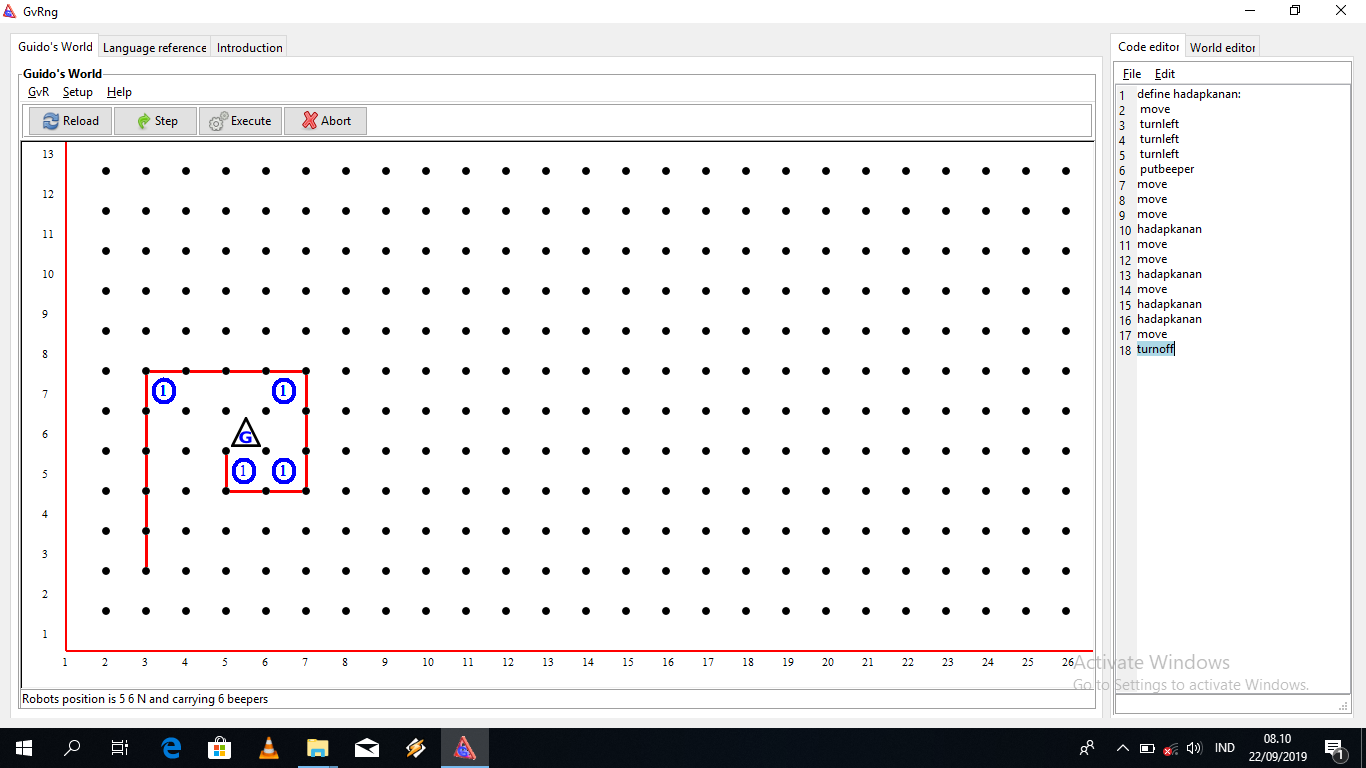 GvRng
Guido's World Language reference Introduction
Guido's World
GvR Setup Help
Reload Step Execute Abort
13
12
11
10
9
8
7
6
5
4
3
2
1
1 1
G
1 1
1 2 3 4 5 6 7 8 9 10 11 12 13 14 15 16 17 18 19 20 21 22 23 24 25 26
Robots position is 5 6 N and carrying 6 beepers
Code editor World editor
File Edit
1 define hadapkanan:
2 move
3 turnleft
4 turnleft
5 turnleft
6 putbeeper
7 move
8 move
9 move
10 hadapkanan
11 move
12 move
13 hadapkanan
14 move
15 hadapkanan
16 hadapkanan
17 move
18 turnoff
Activate Windows
Go to Settings to activate Windows.
IND
08.10
22/09/2019
1